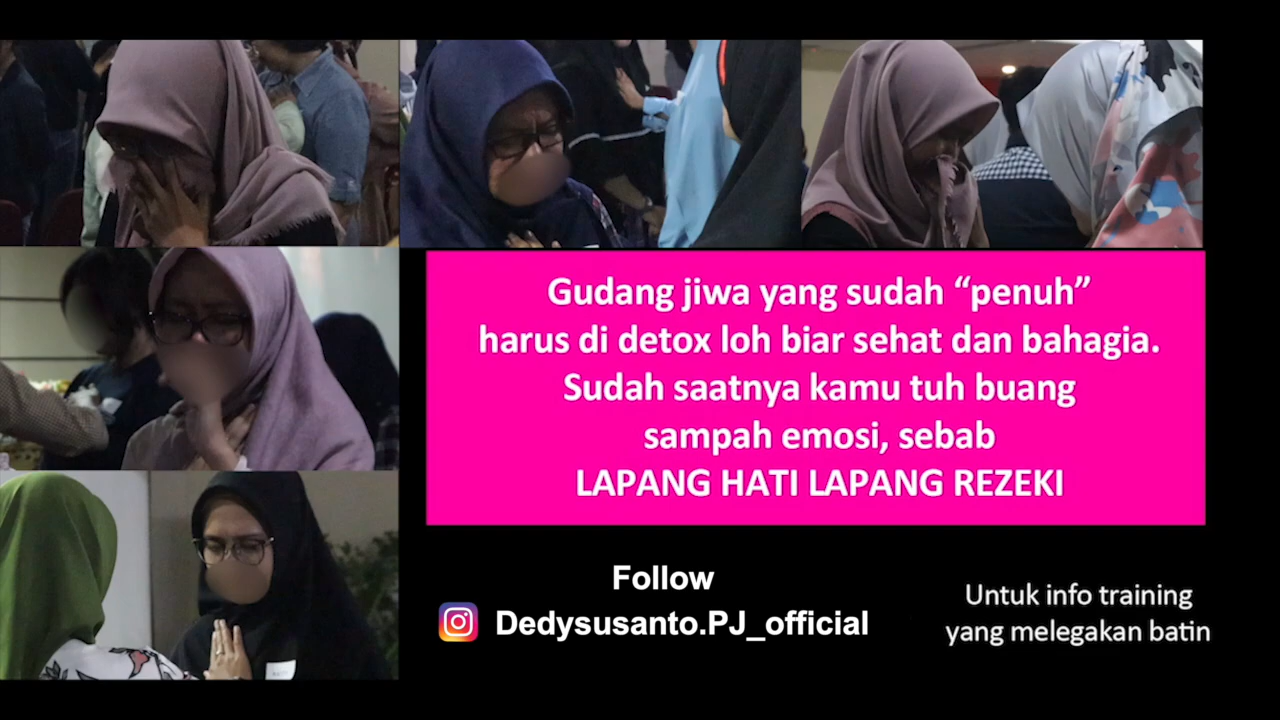 Gudang jiwa yang sudah “penuh”
harus di detox loh biar sehat dan bahagia.
Sudah saatnya kamu tuh buang
sampah emosi, sebab
LAPANG HATI LAPANG REZEKI
Follow
Dedysusanto.PJ_official
Untuk info training
yang melegakan batin